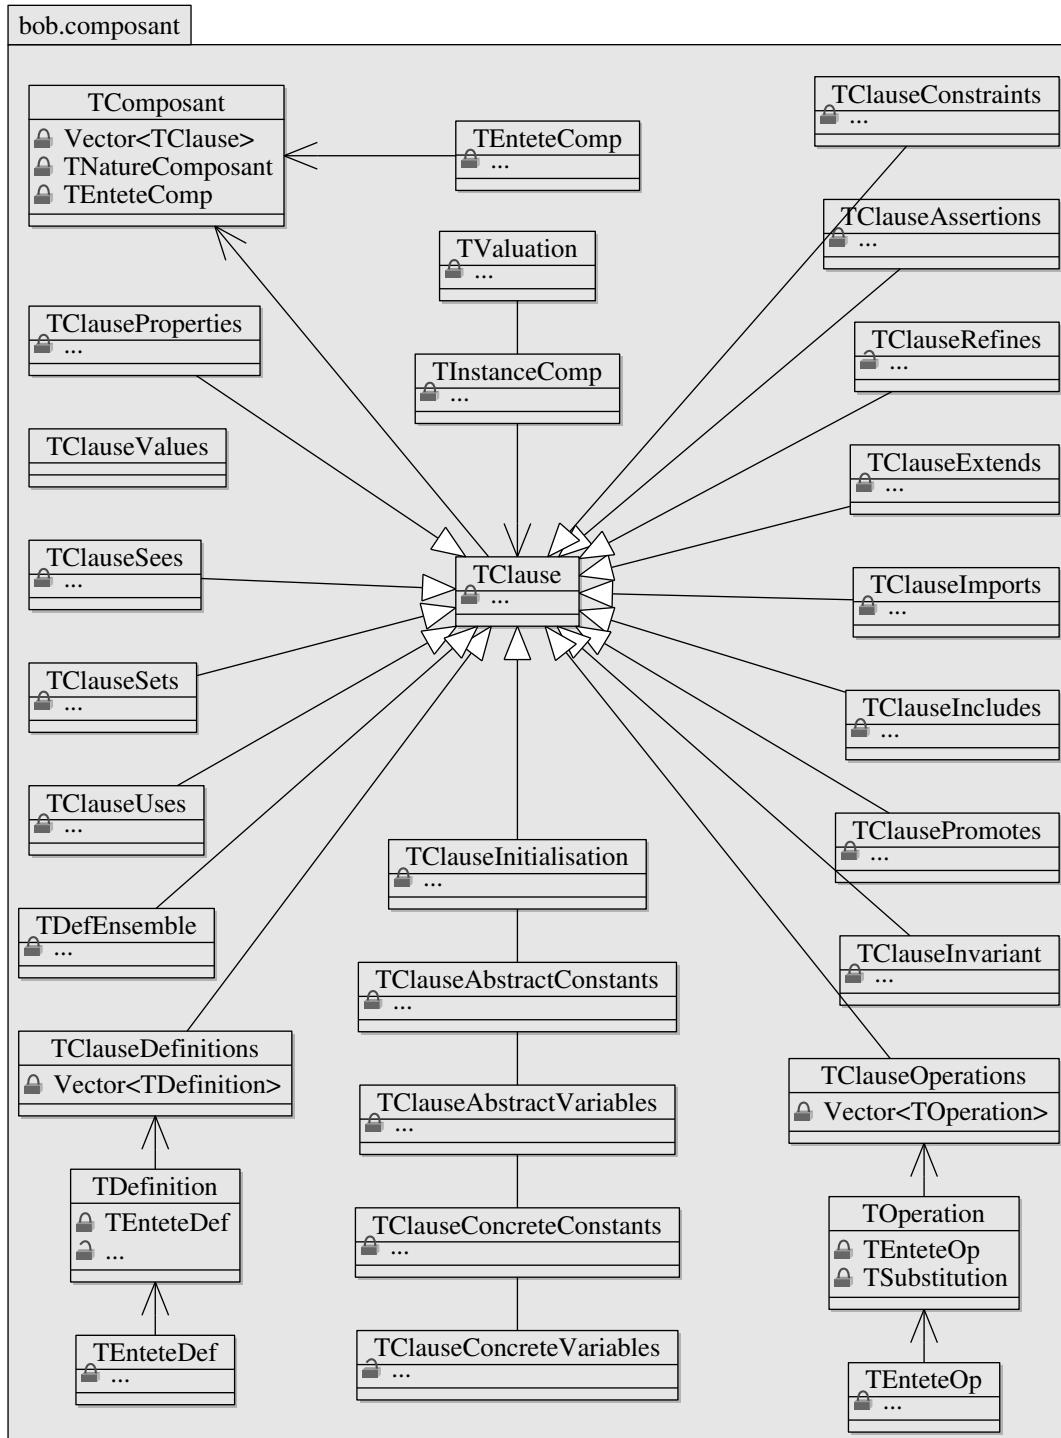 bob.composant
TComposant
Vector<TClause>
TNatureComposant
TEnteteComp
TEnteteComp
...
TClauseConstraints
...
TValuation
...
TClauseAssertions
...
TClauseProperties
...
TInstanceComp
...
TClauseRefines
...
TClauseValues
TClauseExtends
...
TClauseSees
...
TClause
...
TClauseImports
...
TClauseSets
...
TClauseIncludes
...
TClauseUses
...
TClauseInitialisation
...
TClausePromotes
...
TDefEnsemble
...
TClauseAbstractConstants
...
TClauseInvariant
...
TClauseDefinitions
Vector<TDefinition>
TClauseAbstractVariables
...
TClauseOperations
Vector<TOperation>
TDefinition
TEnteteDef
...
TClauseConcreteConstants
...
TOperation
TEnteteOp
TSubstitution
TEnteteDef
...
TClauseConcreteVariables
...
TEnteteOp
...